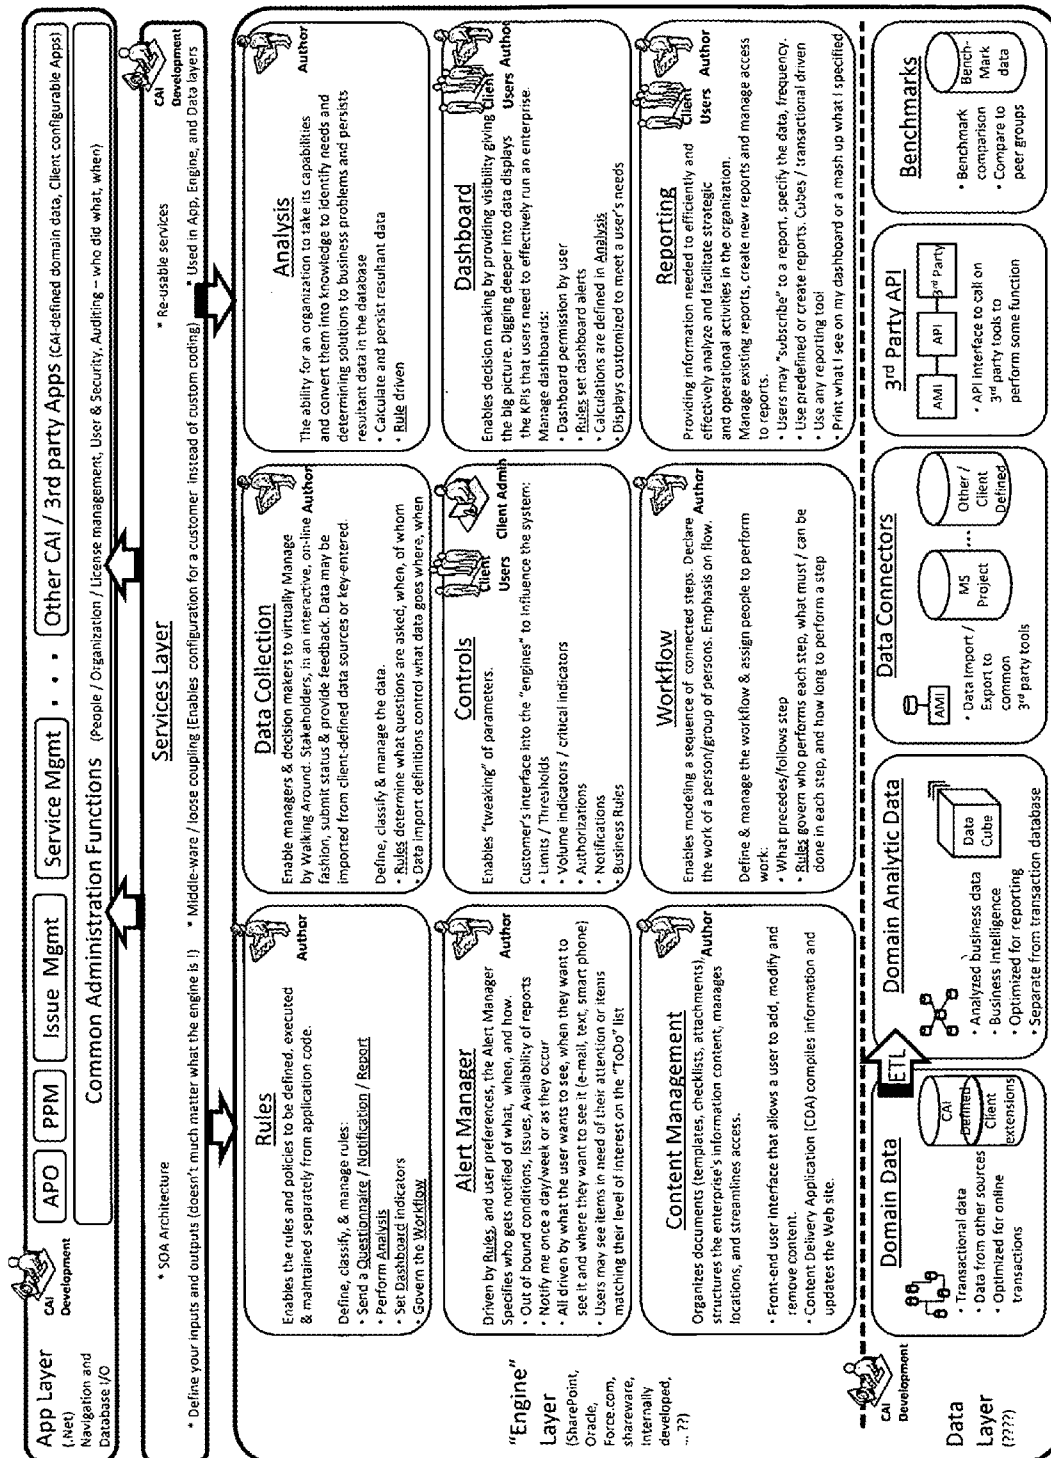 App Layer
(.Net)
Navigation and
Database I/O
CAI
Development
APO
PPM
Issue Mgmt
Service Mgmt
• • •
Other CAI / 3rd party Apps (CAI-defined domain data, Client configurable Apps)
Common Administration Functions (People / Organization / License management, User & Security, Auditing – who did what, when)
Services Layer
CAI
Development
* SOA Architecture
* Re-usable services
* Define your inputs and outputs (doesn't much matter what the engine is !)
* Middle-ware / loose coupling (Enables configuration for a customer instead of custom coding)
* Used in App, Engine, and Data layers
"Engine"
Layer
(SharePoint,
Oracle,
Force.com,
shareware,
Internally
developed,
... ??)
Rules
Author
Enables the rules and policies to be defined, executed
& maintained separately from application code.
Define, classify, & manage rules:
• Send a Questionnaire / Notification / Report
• Perform Analysis
• Set Dashboard indicators
• Govern the Workflow
Data Collection
Author
Enable managers & decision makers to virtually Manage
by Walking Around. Stakeholders, in an interactive, on-line
fashion, submit status & provide feedback. Data may be
imported from client-defined data sources or key-entered.
Define, classify & manage the data.
• Rules determine what questions are asked, when, of whom
• Data import definitions control what data goes where, when
Analysis
Author
The ability for an organization to take its capabilities
and convert them into knowledge to identify needs and
determining solutions to business problems and persists
resultant data in the database
• Calculate and persist resultant data
• Rule driven
Alert Manager
Author
Driven by Rules, and user preferences, the Alert Manager
Specifies who gets notified of what, when, and how.
• Out of bound conditions, Issues, Availability of reports
• Notify me once a day/week or as they occur
• All driven by what the user wants to see, when they want to
see it and where they want to see it (e-mail, text, smart phone)
• Users may see items in need of their attention or items
matching their level of interest on the "ToDo" list
Controls
Client
Users
Client Admin
Enables "tweaking" of parameters.
Customer's interface into the "engines" to influence the system:
• Limits / Thresholds
• Volume indicators / critical indicators
• Authorizations
• Notifications
• Business Rules
Dashboard
Client
Users
Author
Enables decision making by providing visibility giving
the big picture. Digging deeper into data displays
the KPIs that users need to effectively run an enterprise.
Manage dashboards:
• Dashboard permission by user
• Rules set dashboard alerts
• Calculations are defined in Analysis
• Displays customized to meet a user's needs
Content Management
Author
Organizes documents (templates, checklists, attachments),
structures the enterprise's information content, manages
locations, and streamlines access.
• Front-end user interface that allows a user to add, modify and
remove content.
• Content Delivery Application (CDA) compiles information and
updates the Web site.
Workflow
Author
Enables modeling a sequence of connected steps. Declare
the work of a person/group of persons. Emphasis on flow.
Define & manage the workflow & assign people to perform
work:
• What precedes/follows step
• Rules govern who performs each step, what must / can be
done in each step, and how long to perform a step
Reporting
Client
Users
Author
Providing information needed to efficiently and
effectively analyze and facilitate strategic
and operational activities in the organization.
Manage existing reports, create new reports and manage access
to reports.
• Users may "subscribe" to a report, specify the data, frequency.
• Use predefined or create reports. Cubes / transactional driven
• Use any reporting tool
• Print what I see on my dashboard or a mash up what I specified
CAI
Development
Data
Layer
(????)
Domain Data
• Transactional data
• Data from other sources
• Optimized for online
transactions
CAI
Defined
Client
extensions
ETL
Domain Analytic Data
• Analyzed business data
• Business Intelligence
• Optimized for reporting
• Separate from transaction database
Data
Cube
Data Connectors
AMI
• Data Import /
Export to
common
3rd party tools
MS
Project
....
Other /
Client
Defined
3rd Party API
AMI
API
3rd Party
• API interface to call on
3rd party tools to
perform some function
Benchmarks
• Benchmark
comparison
• Compare to
peer groups
Bench-
Mark
data